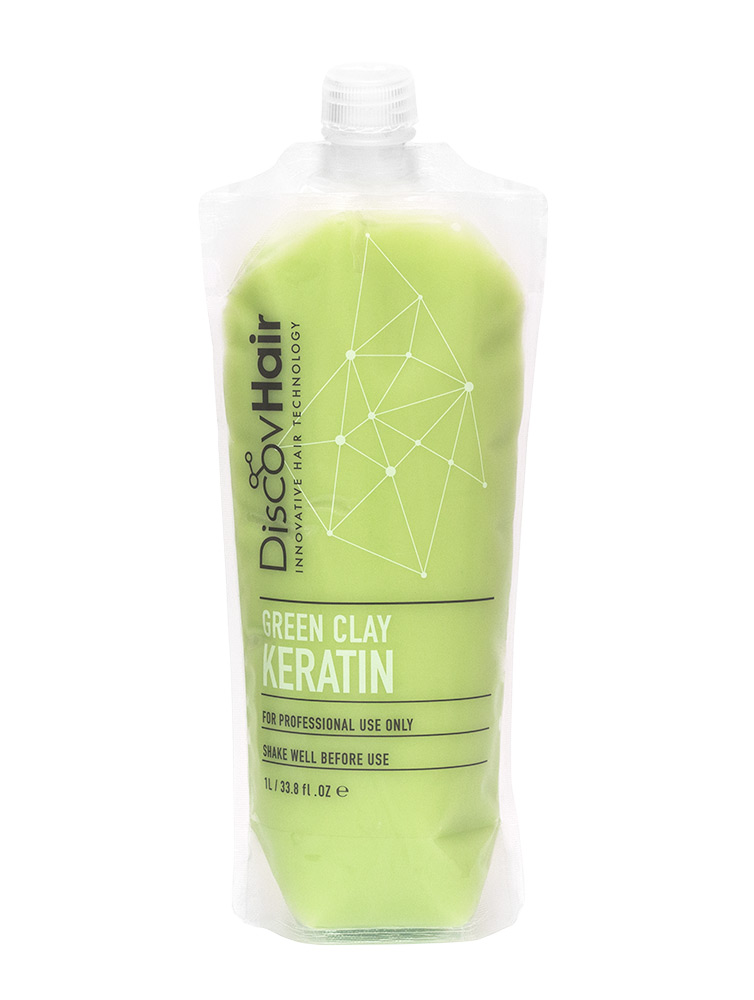 DiscovHair
INNOVATIVE HAIR TECHNOLOGY
GREEN CLAY
KERATIN
FOR PROFESSIONAL USE ONLY
SHAKE WELL BEFORE USE
1L / 33.8 fl .OZ ℮